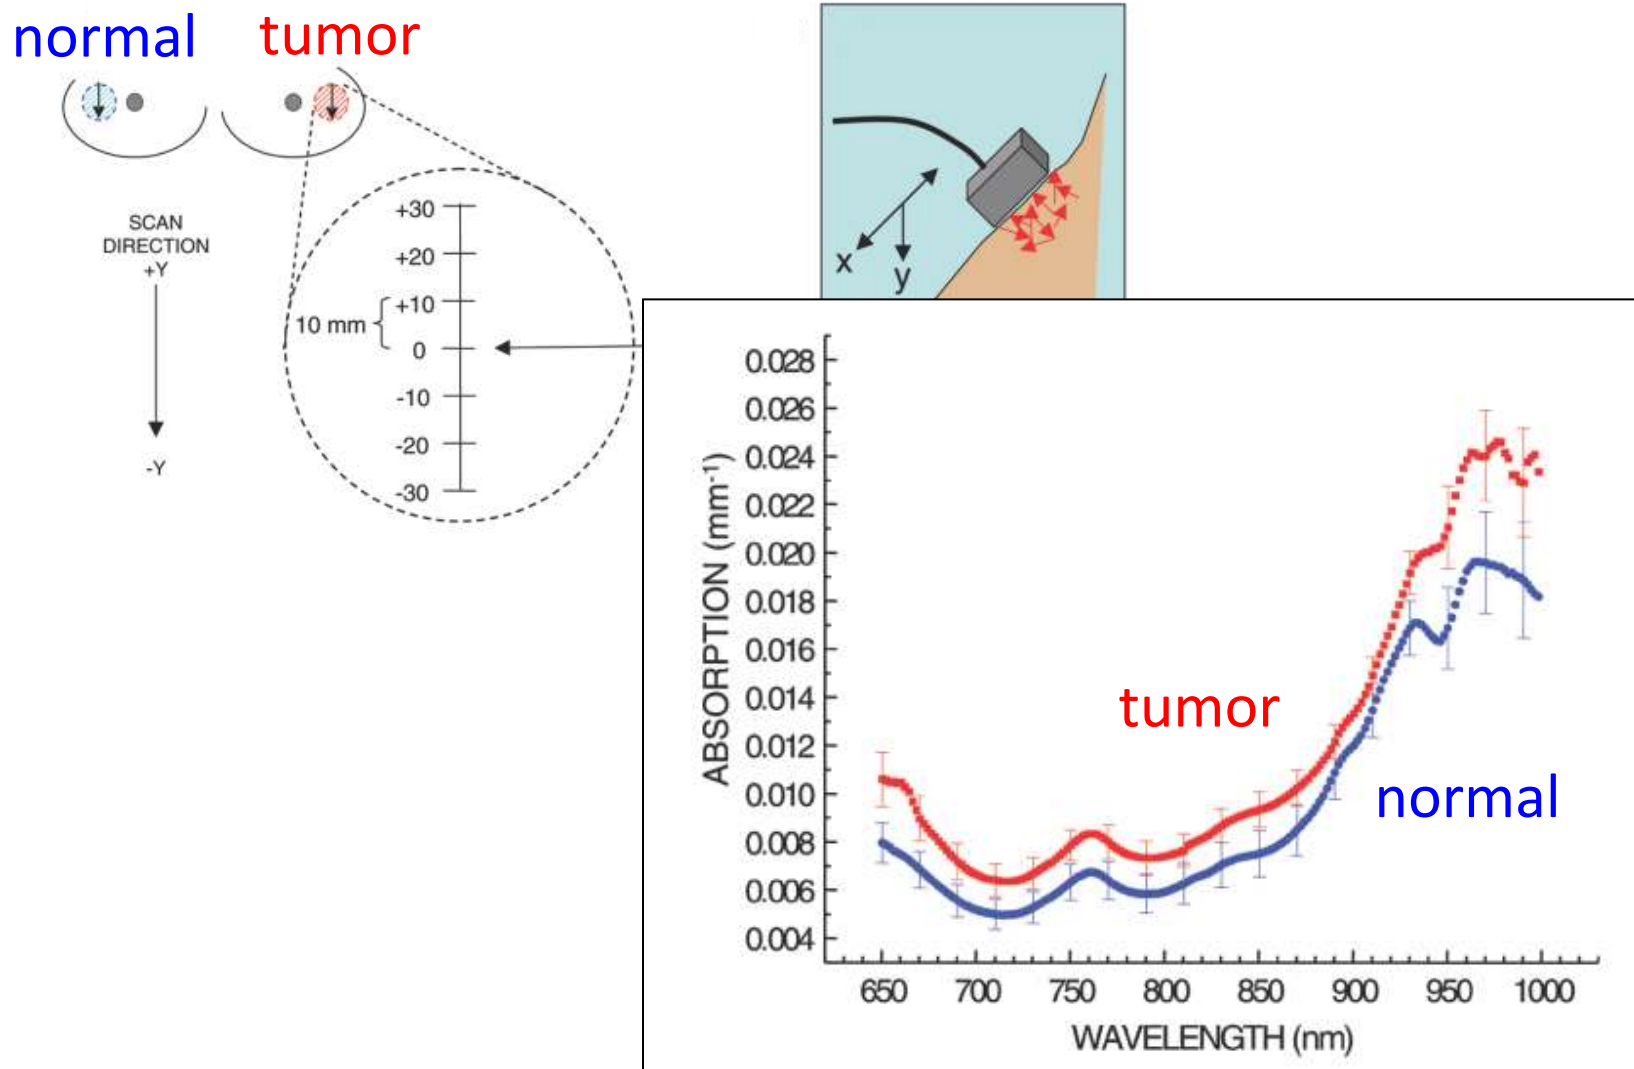 normal
tumor
SCAN
DIRECTION
+Y
-Y
+30
+20
+10
10 mm
0
-10
-20
-30
x
y
0.028
0.026
0.024
0.022
0.020
0.018
0.016
0.014
0.012
0.010
0.008
0.006
0.004
ABSORPTION (mm⁻¹)
tumor
normal
650 700 750 800 850 900 950 1000
WAVELENGTH (nm)